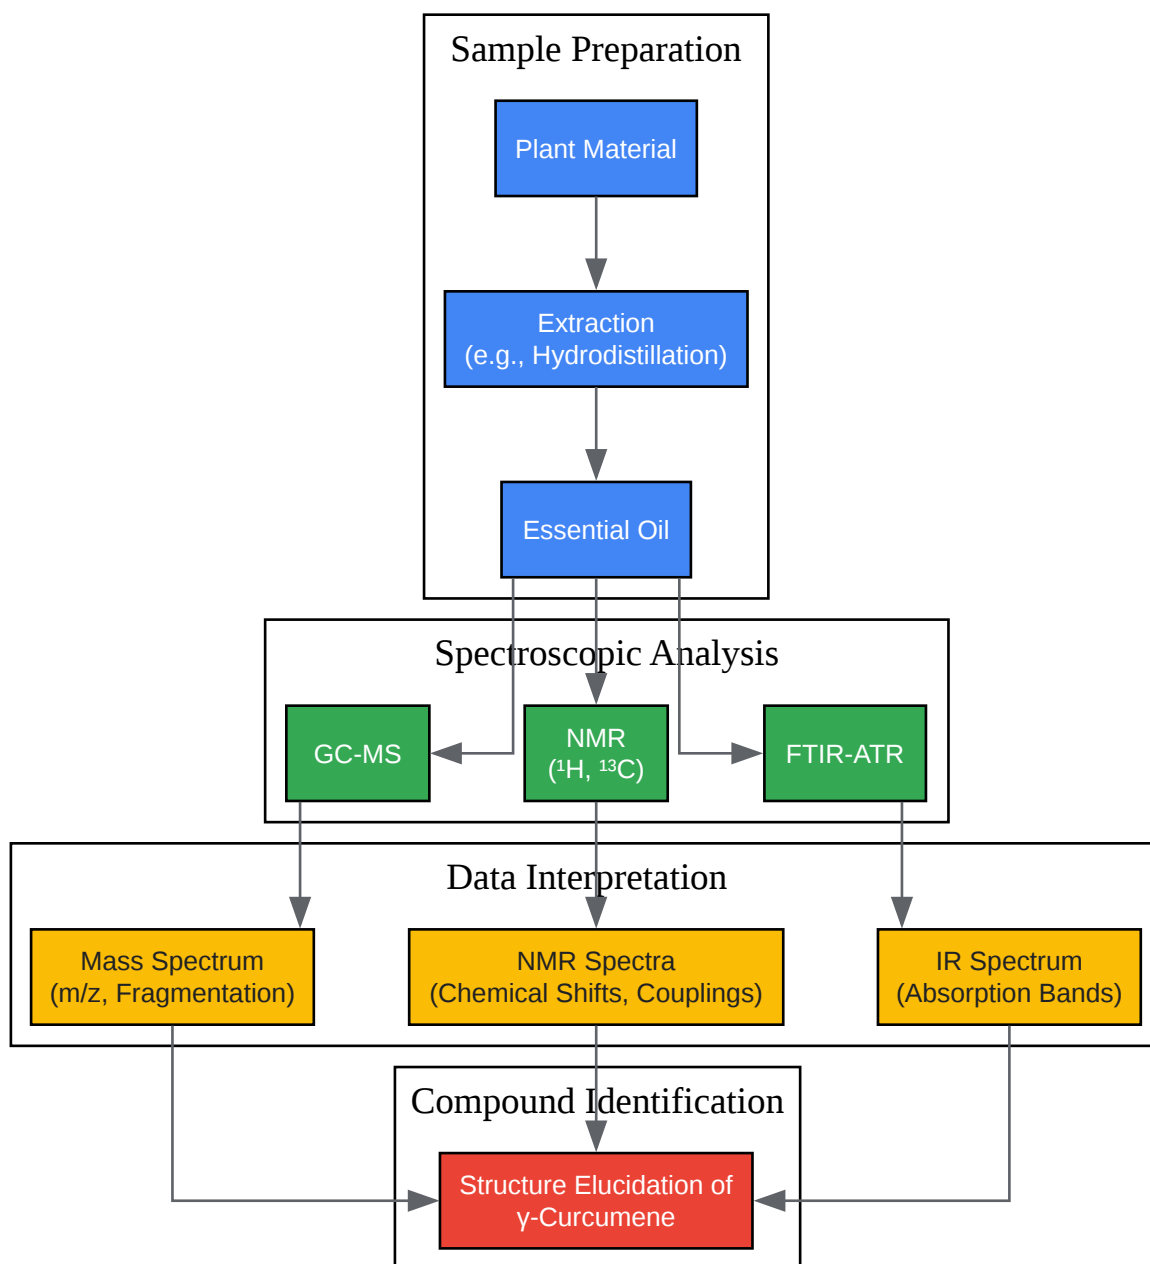 Sample Preparation
Plant Material
Extraction
(e.g., Hydrodistillation)
Essential Oil
Spectroscopic Analysis
GC-MS
NMR
(¹H, ¹³C)
FTIR-ATR
Data Interpretation
Mass Spectrum
(m/z, Fragmentation)
NMR Spectra
(Chemical Shifts, Couplings)
IR Spectrum
(Absorption Bands)
Compound Identification
Structure Elucidation of
γ-Curcumene